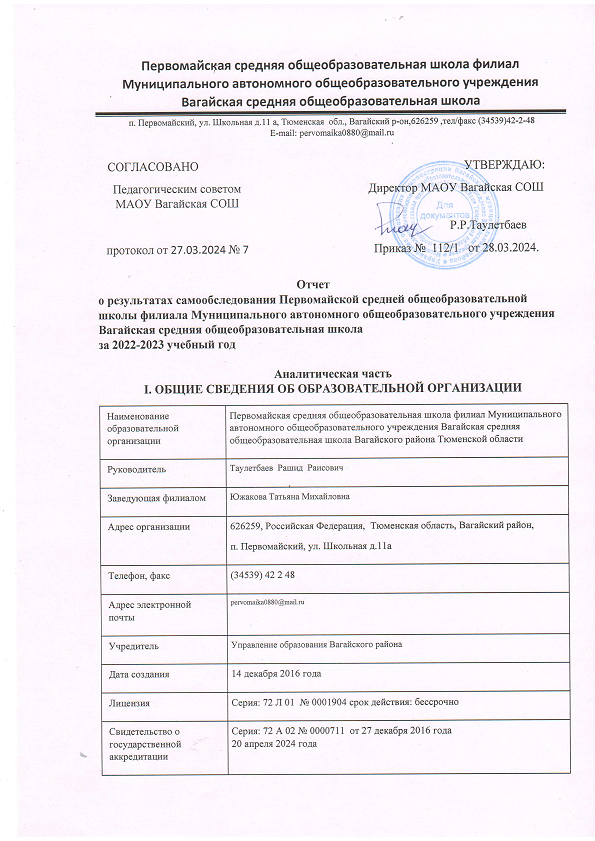 Первомайская средняя общеобразовательная школа филиал
Муниципального автономного общеобразовательного учреждения
Вагайская средняя общеобразовательная школа
п. Первомайский, ул. Школьная д.11 а, Тюменская обл., Вагайский р-он,626259 ,тел/факс (34539)42-2-48
E-mail: pervomaika0880@mail.ru
СОГЛАСОВАНО
УТВЕРЖДАЮ:
Педагогическим советом
Директор МАОУ Вагайская СОШ
МАОУ Вагайская СОШ
Для
документов
Р.Р.Таулетбаев
протокол от 27.03.2024 № 7
Приказ № 112/1 от 28.03.2024.
Отчет
о результатах самообследования Первомайской средней общеобразовательной
школы филиала Муниципального автономного общеобразовательного учреждения
Вагайская средняя общеобразовательная школа
за 2022-2023 учебный год
Аналитическая часть
I. ОБЩИЕ СВЕДЕНИЯ ОБ ОБРАЗОВАТЕЛЬНОЙ ОРГАНИЗАЦИИ
Наименование
образовательной
организации
Первомайская средняя общеобразовательная школа филиал Муниципального
автономного общеобразовательного учреждения Вагайская средняя
общеобразовательная школа Вагайского района Тюменской области
Руководитель
Таулетбаев Рашид Раисович
Заведующая филиалом
Южакова Татьяна Михайловна
Адрес организации
626259, Российская Федерация, Тюменская область, Вагайский район,
п. Первомайский, ул. Школьная д.11а
Телефон, факс
(34539) 42 2 48
Адрес электронной
почты
pervomaika0880@mail.ru
Учредитель
Управление образования Вагайского района
Дата создания
14 декабря 2016 года
Лицензия
Серия: 72 Л 01 № 0001904 срок действия: бессрочно
Свидетельство о
государственной
аккредитации
Серия: 72 А 02 № 0000711 от 27 декабря 2016 года
20 апреля 2024 года